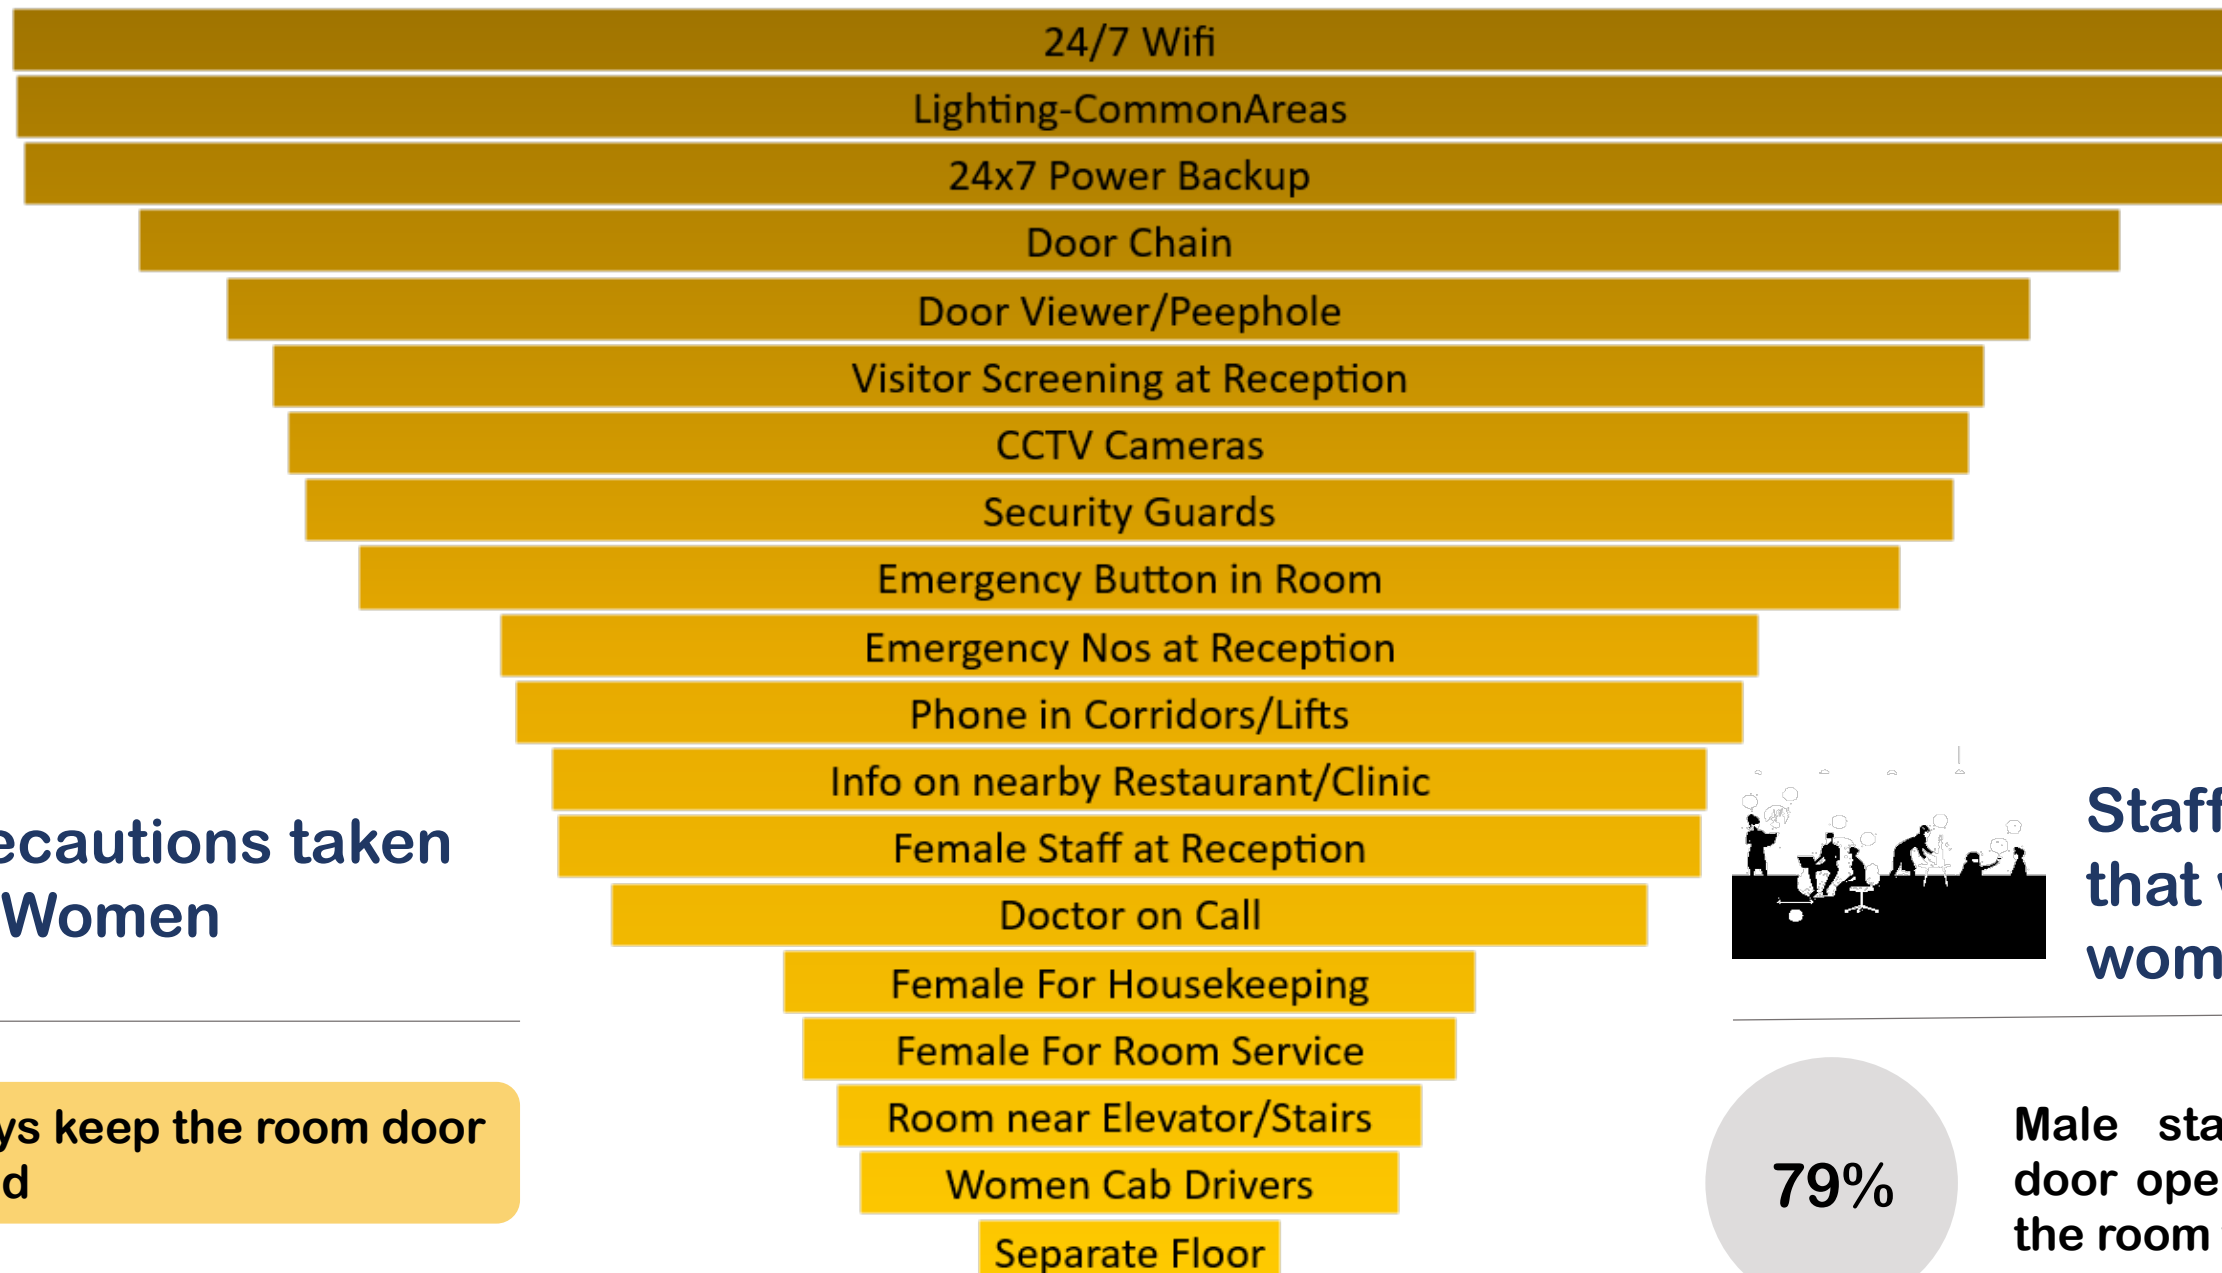 24/7 Wifi
Lighting-CommonAreas
24x7 Power Backup
Door Chain
Door Viewer/Peephole
Visitor Screening at Reception
CCTV Cameras
Security Guards
Emergency Button in Room
Emergency Nos at Reception
Phone in Corridors/Lifts
Info on nearby Restaurant/Clinic
Female Staff at Reception
Doctor on Call
Female For Housekeeping
Female For Room Service
Room near Elevator/Stairs
Women Cab Drivers
Separate Floor
ecautions taken
Women
ys keep the room door
d
Staff
that
wom
79%
Male sta
door ope
the room